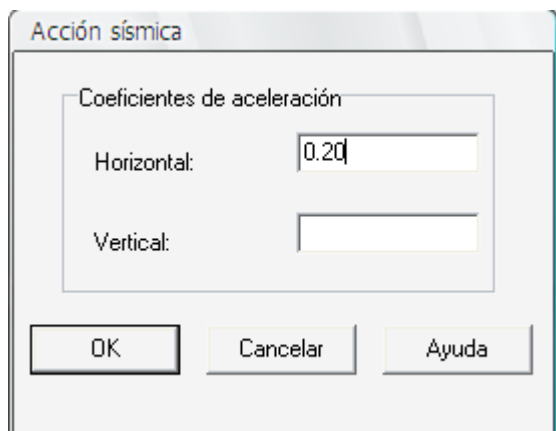 Acción sísmica
Coeficientes de aceleración
Horizontal: 0.20
Vertical:
OK Cancelar Ayuda